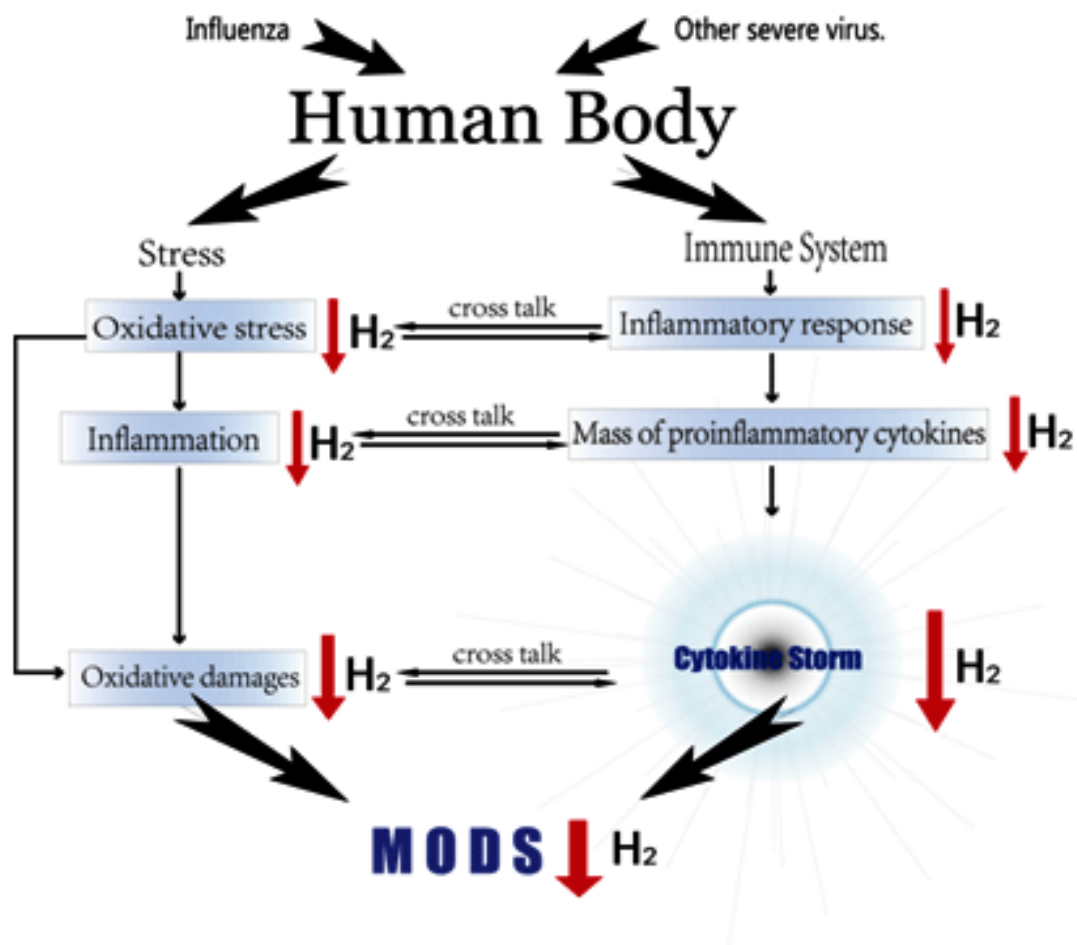 Influenza
Other severe virus.
Human Body
Stress
Immune System
Oxidative stress
H₂
cross talk
Inflammatory response
H₂
Inflammation
H₂
cross talk
Mass of proinflammatory cytokines
H₂
Oxidative damages
H₂
cross talk
Cytokine Storm
H₂
MODS
H₂